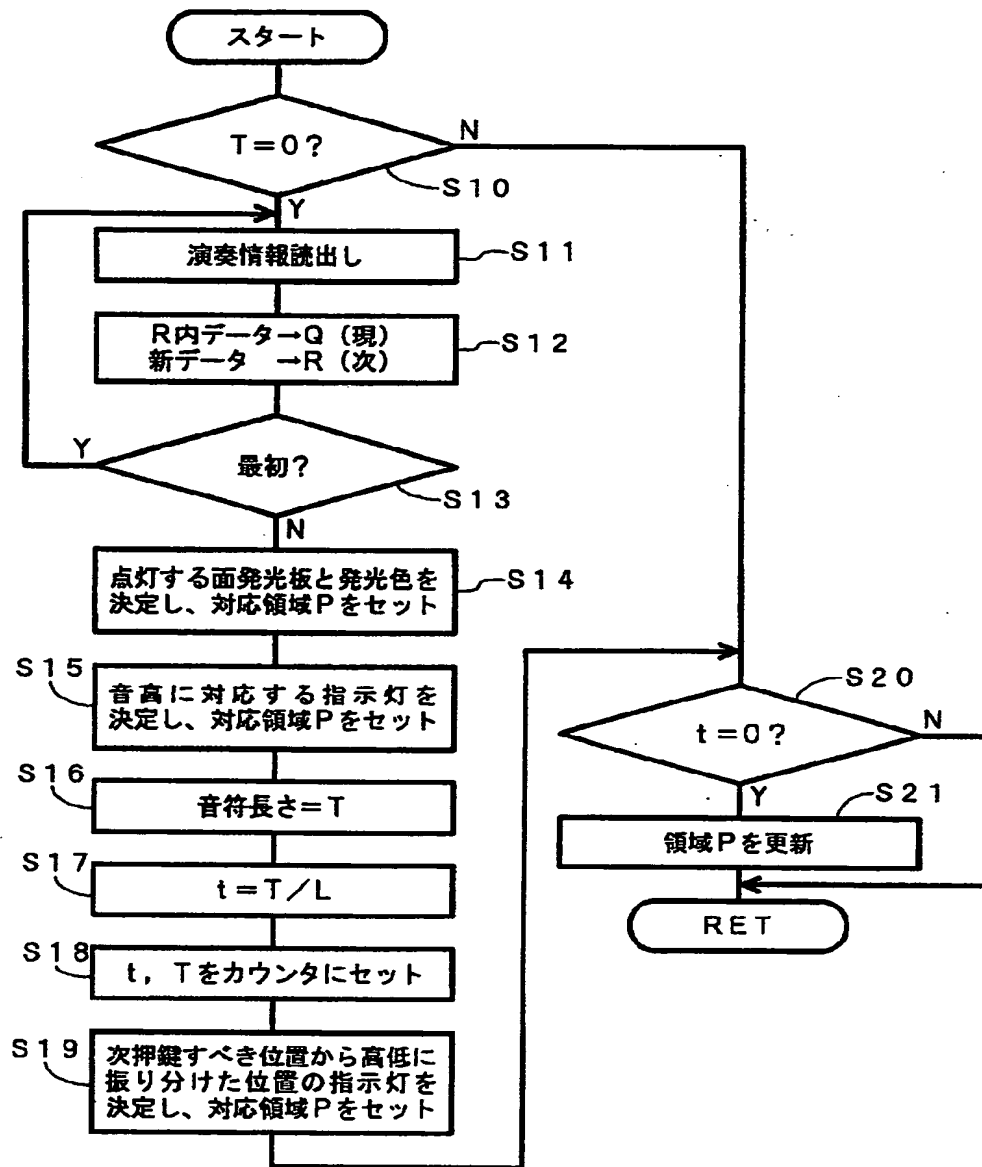 スタート
T=0?
N
S10
Y
演奏情報読出し
S11
R内データ→Q(現)
新データ →R(次)
S12
Y
最初?
S13
N
点灯する面発光板と発光色を
決定し、対応領域Pをセット
S14
S15
音高に対応する指示灯を
決定し、対応領域Pをセット
S16
音符長さ=T
S17
t=T/L
S18
t,Tをカウンタにセット
S19
次押鍵すべき位置から高低に
振り分けた位置の指示灯を
決定し、対応領域Pをセット
S20
t=0?
N
Y
S21
領域Pを更新
RET